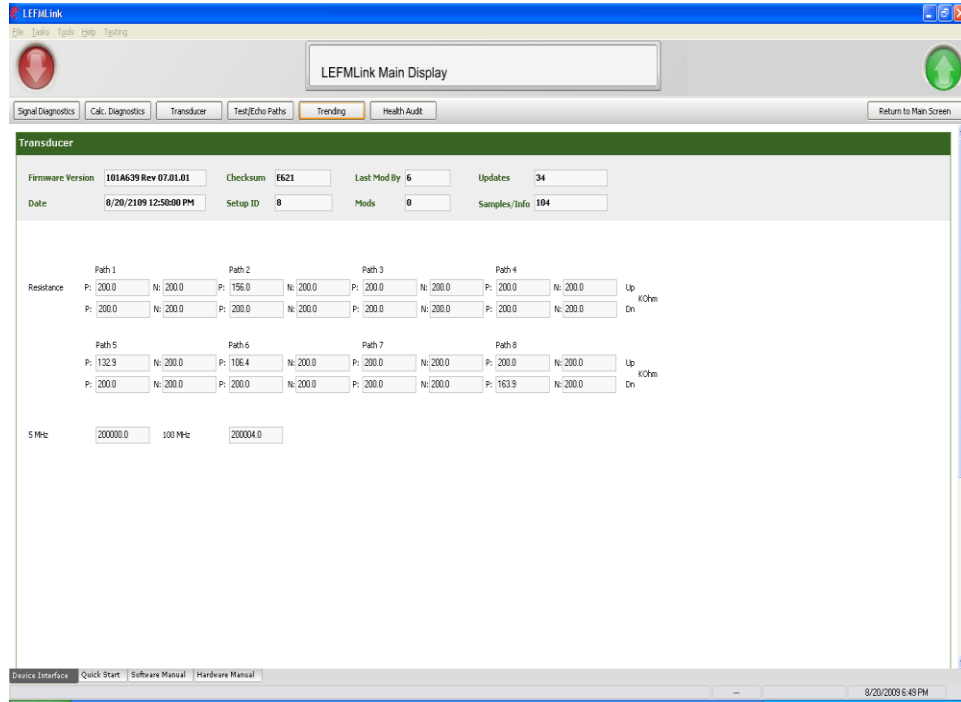 LEFMLink
File Tasks Tools Help Testing
LEFMLink Main Display
Signal Diagnostics Calc. Diagnostics Transducer Test/Echo Paths Trending Health Audit Return to Main Screen
Transducer
Firmware Version 101A639 Rev 07.01.01 Checksum E621 Last Mod By 6 Updates 34
Date 8/20/2109 12:50:00 PM Setup ID 8 Mods 0 Samples/Info 104
Path 1 Path 2 Path 3 Path 4
Resistance P: 200.0 N: 200.0 P: 156.0 N: 200.0 P: 200.0 N: 200.0 P: 200.0 N: 200.0 Up
KOhm
P: 200.0 N: 200.0 P: 200.0 N: 200.0 P: 200.0 N: 200.0 P: 200.0 N: 200.0 Dn
Path 5 Path 6 Path 7 Path 8
P: 132.9 N: 200.0 P: 106.4 N: 200.0 P: 200.0 N: 200.0 P: 200.0 N: 200.0 Up
KOhm
P: 200.0 N: 200.0 P: 200.0 N: 200.0 P: 200.0 N: 200.0 P: 163.9 N: 200.0 Dn
5 MHz 200000.0 100 MHz 200004.0
Device Interface Quick Start Software Manual Hardware Manual
-- 8/20/2009 6:49 PM